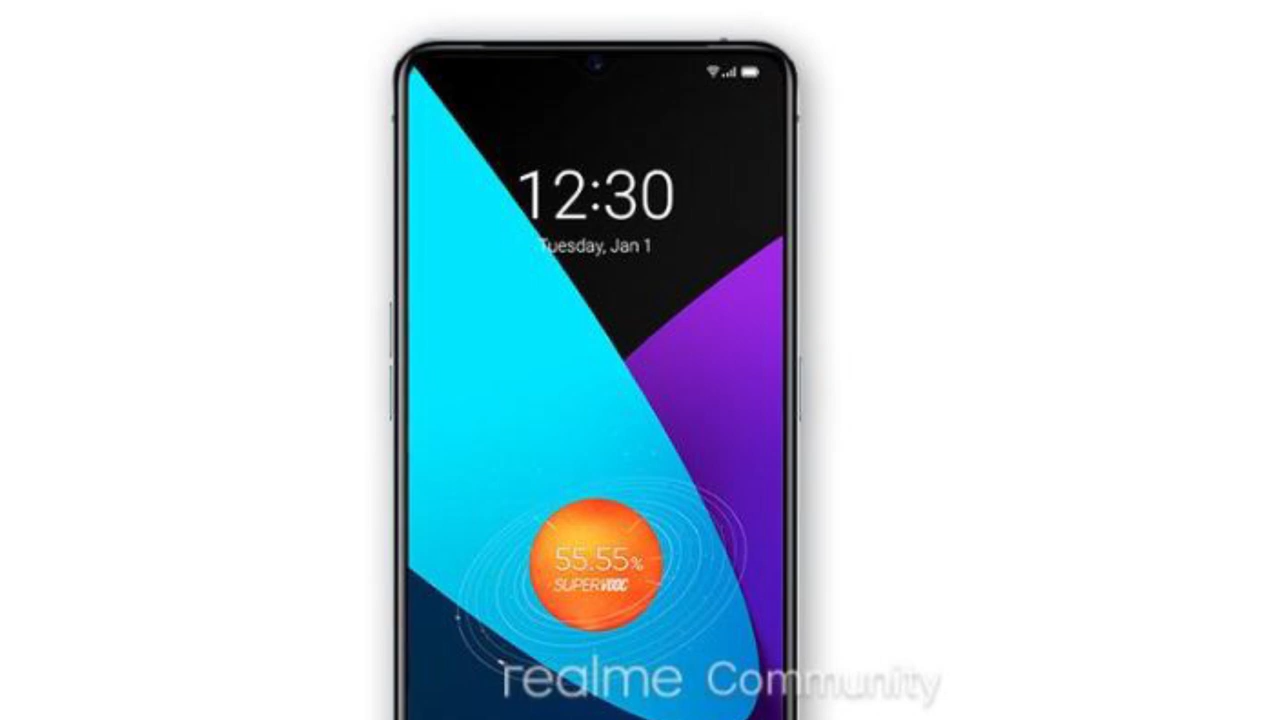 12:30
Tuesday, Jan 1
55.55%
SUPERVOOC
realme Community